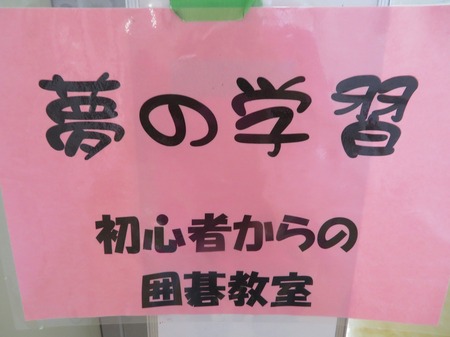 夢の学習
初心者からの
囲碁教室